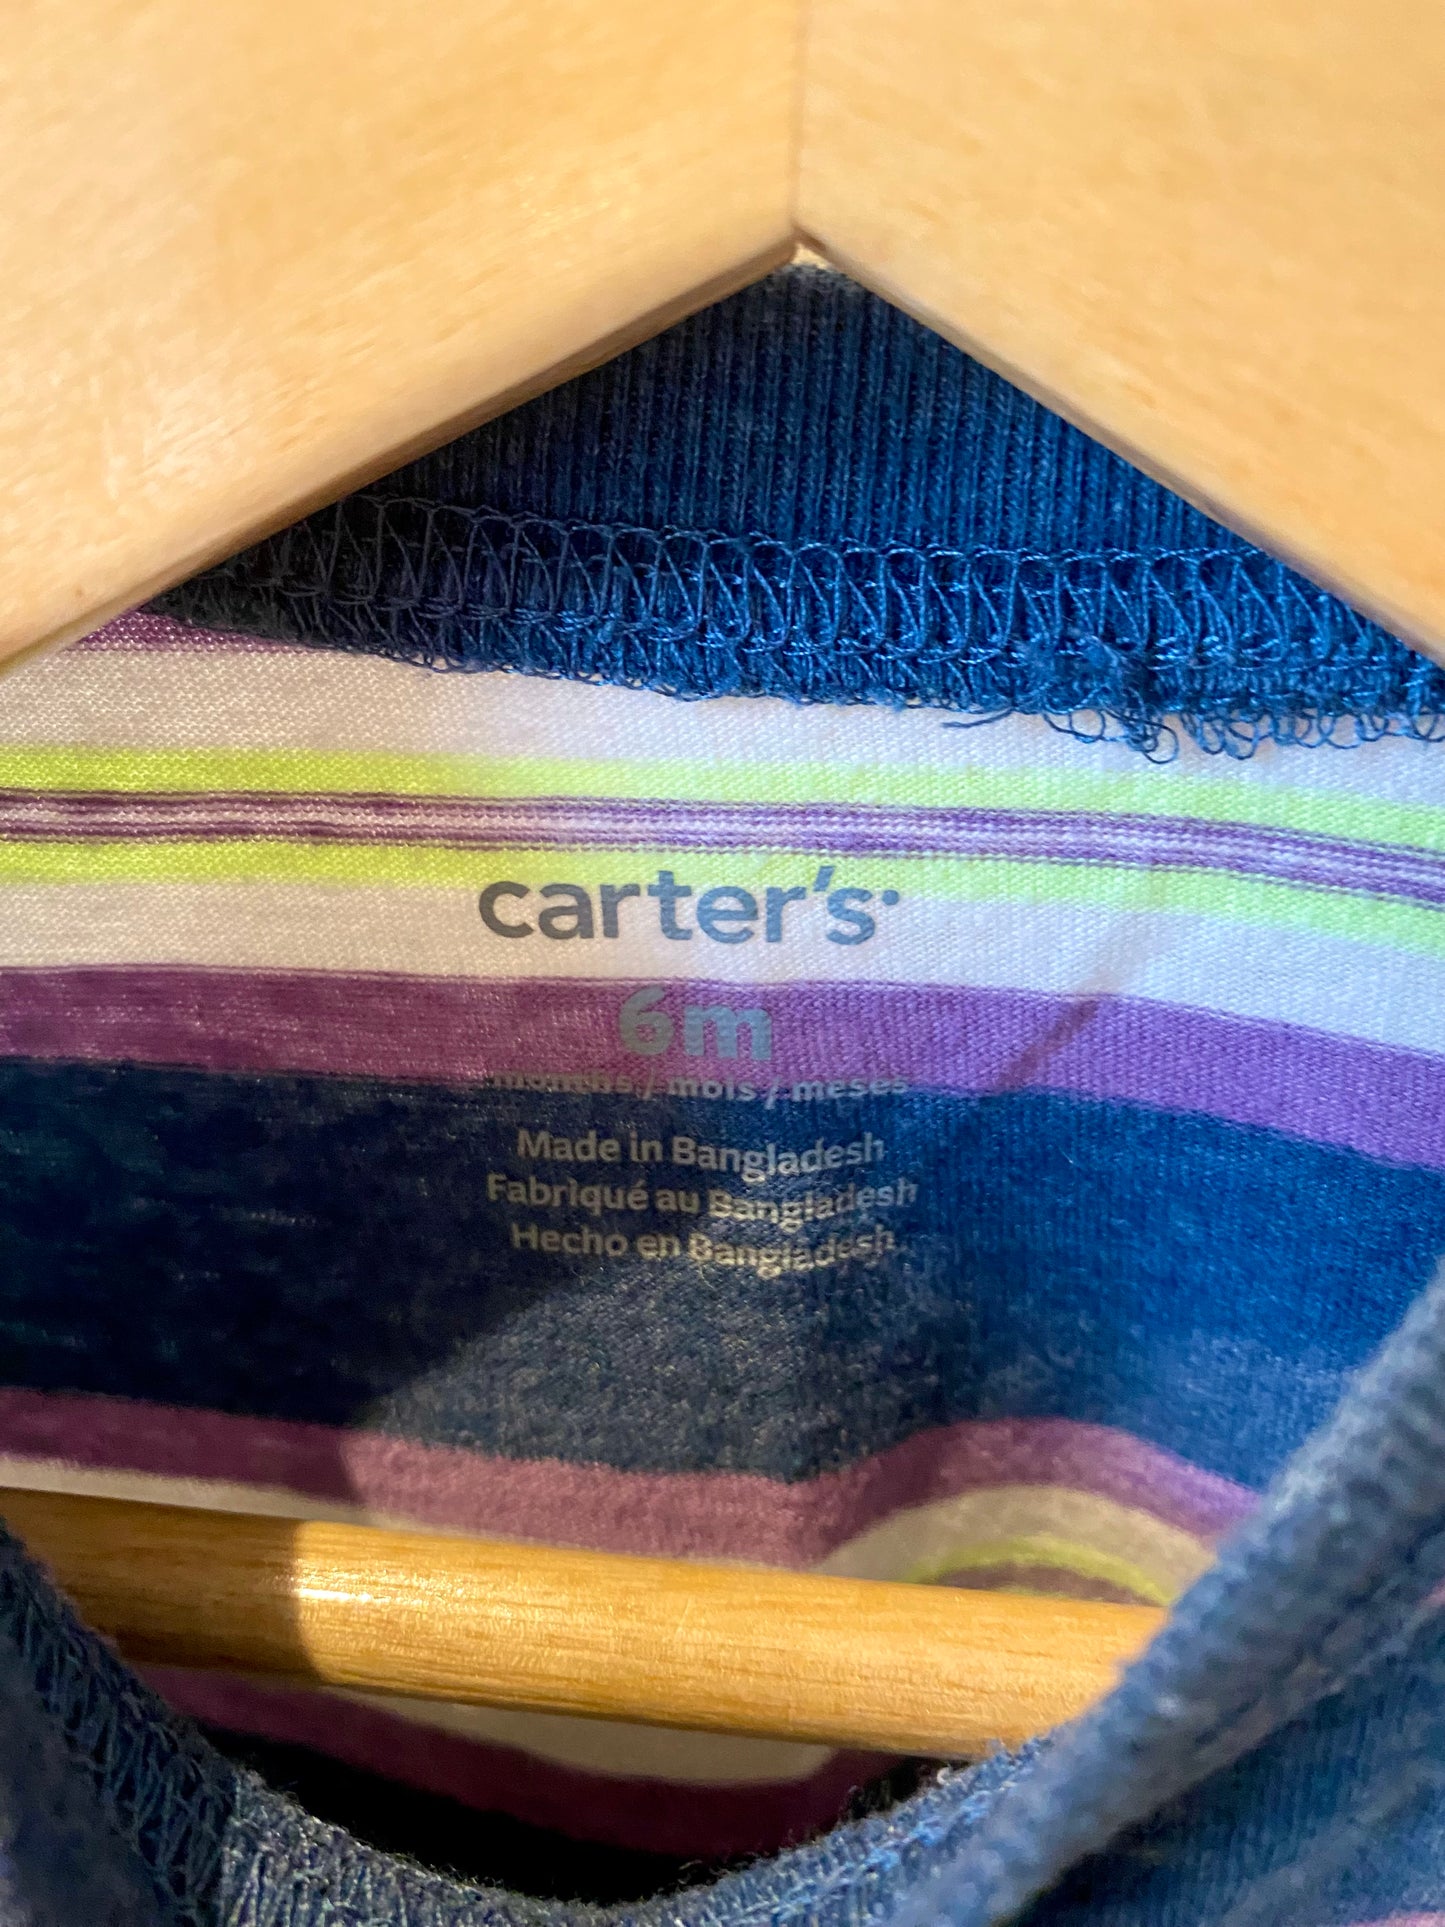 carter's
6m
months / mois / meses
Made in Bangladesh
Fabriqué au Bangladesh
Hecho en Bangladesh